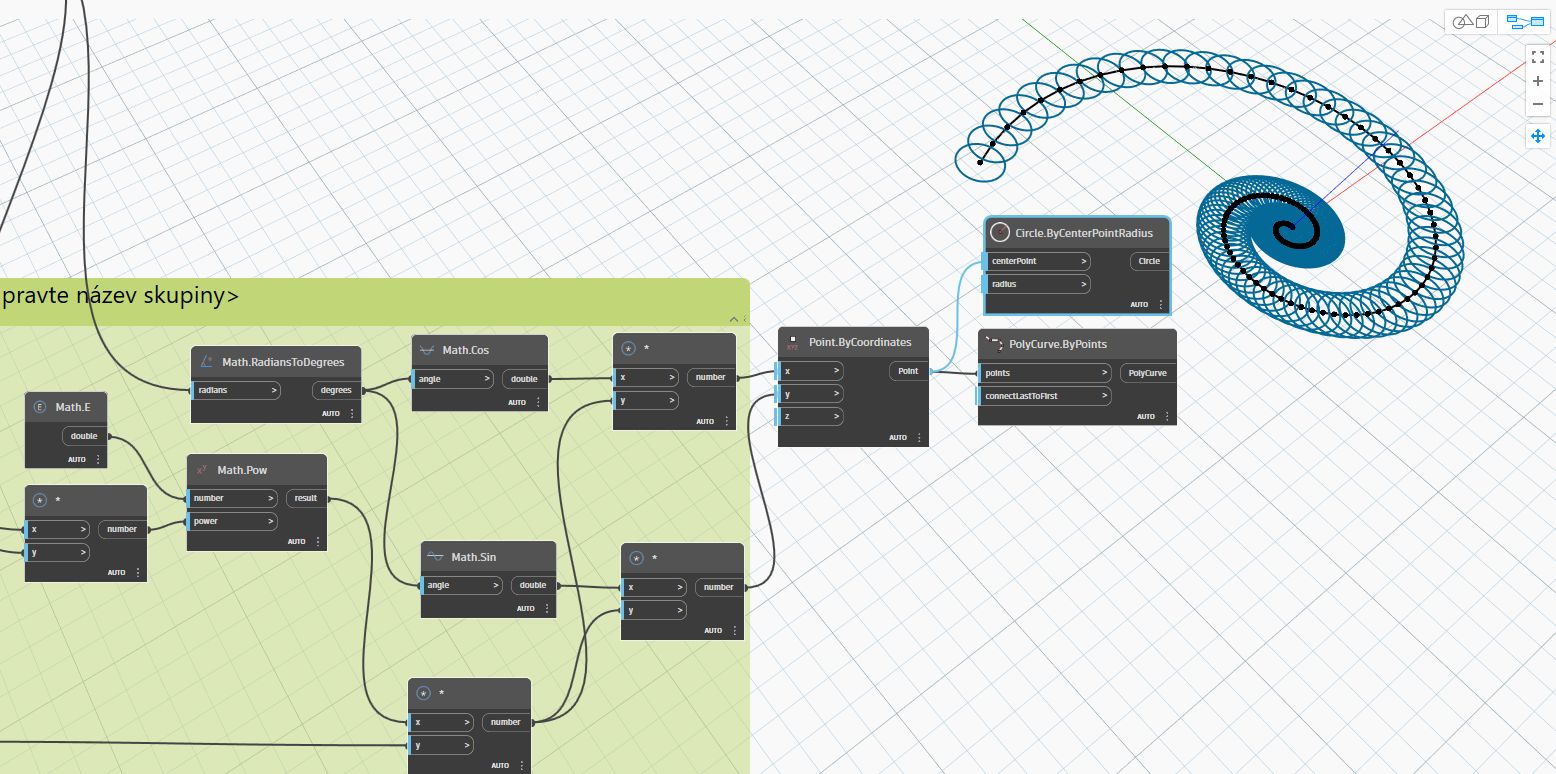 pravte název skupiny>
Circle.ByCenterPointRadius
centerPoint > Circle
radius >
AUTO
Math.RadiansToDegrees
radians > degrees
AUTO
Math.Cos
angle > double
AUTO
*
x > number
y >
AUTO
Point.ByCoordinates
x > Point
y >
z >
AUTO
PolyCurve.ByPoints
points > PolyCurve
connectLastToFirst >
AUTO
E Math.E
double
AUTO
xy Math.Pow
number > result
power >
AUTO
*
x > number
y >
AUTO
Math.Sin
angle > double
AUTO
*
x > number
y >
AUTO
*
x > number
y >
AUTO